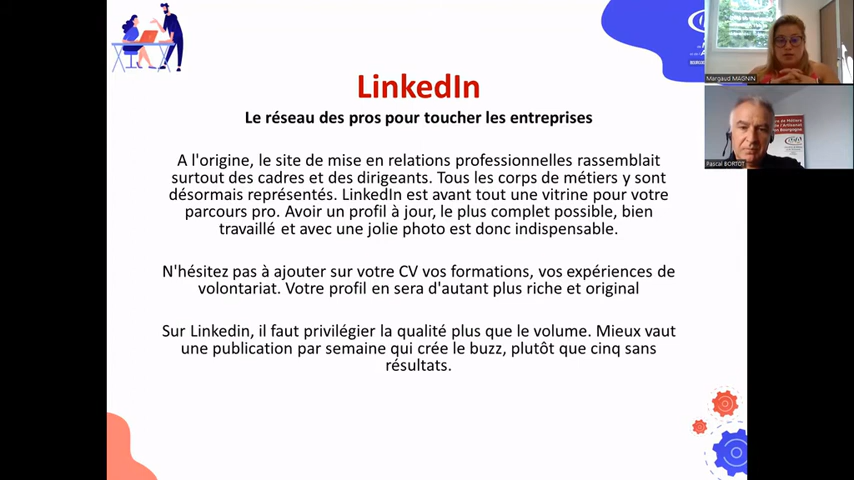 LinkedIn
Le réseau des pros pour toucher les entreprises
A l'origine, le site de mise en relations professionnelles rassemblait
surtout des cadres et des dirigeants. Tous les corps de métiers y sont
désormais représentés. LinkedIn est avant tout une vitrine pour votre
parcours pro. Avoir un profil à jour, le plus complet possible, bien
travaillé et avec une jolie photo est donc indispensable.
N'hésitez pas à ajouter sur votre CV vos formations, vos expériences de
volontariat. Votre profil en sera d'autant plus riche et original
Sur Linkedin, il faut privilégier la qualité plus que le volume. Mieux vaut
une publication par semaine qui crée le buzz, plutôt que cinq sans
résultats.
Margaud MAGNIN
Pascal BORTOT